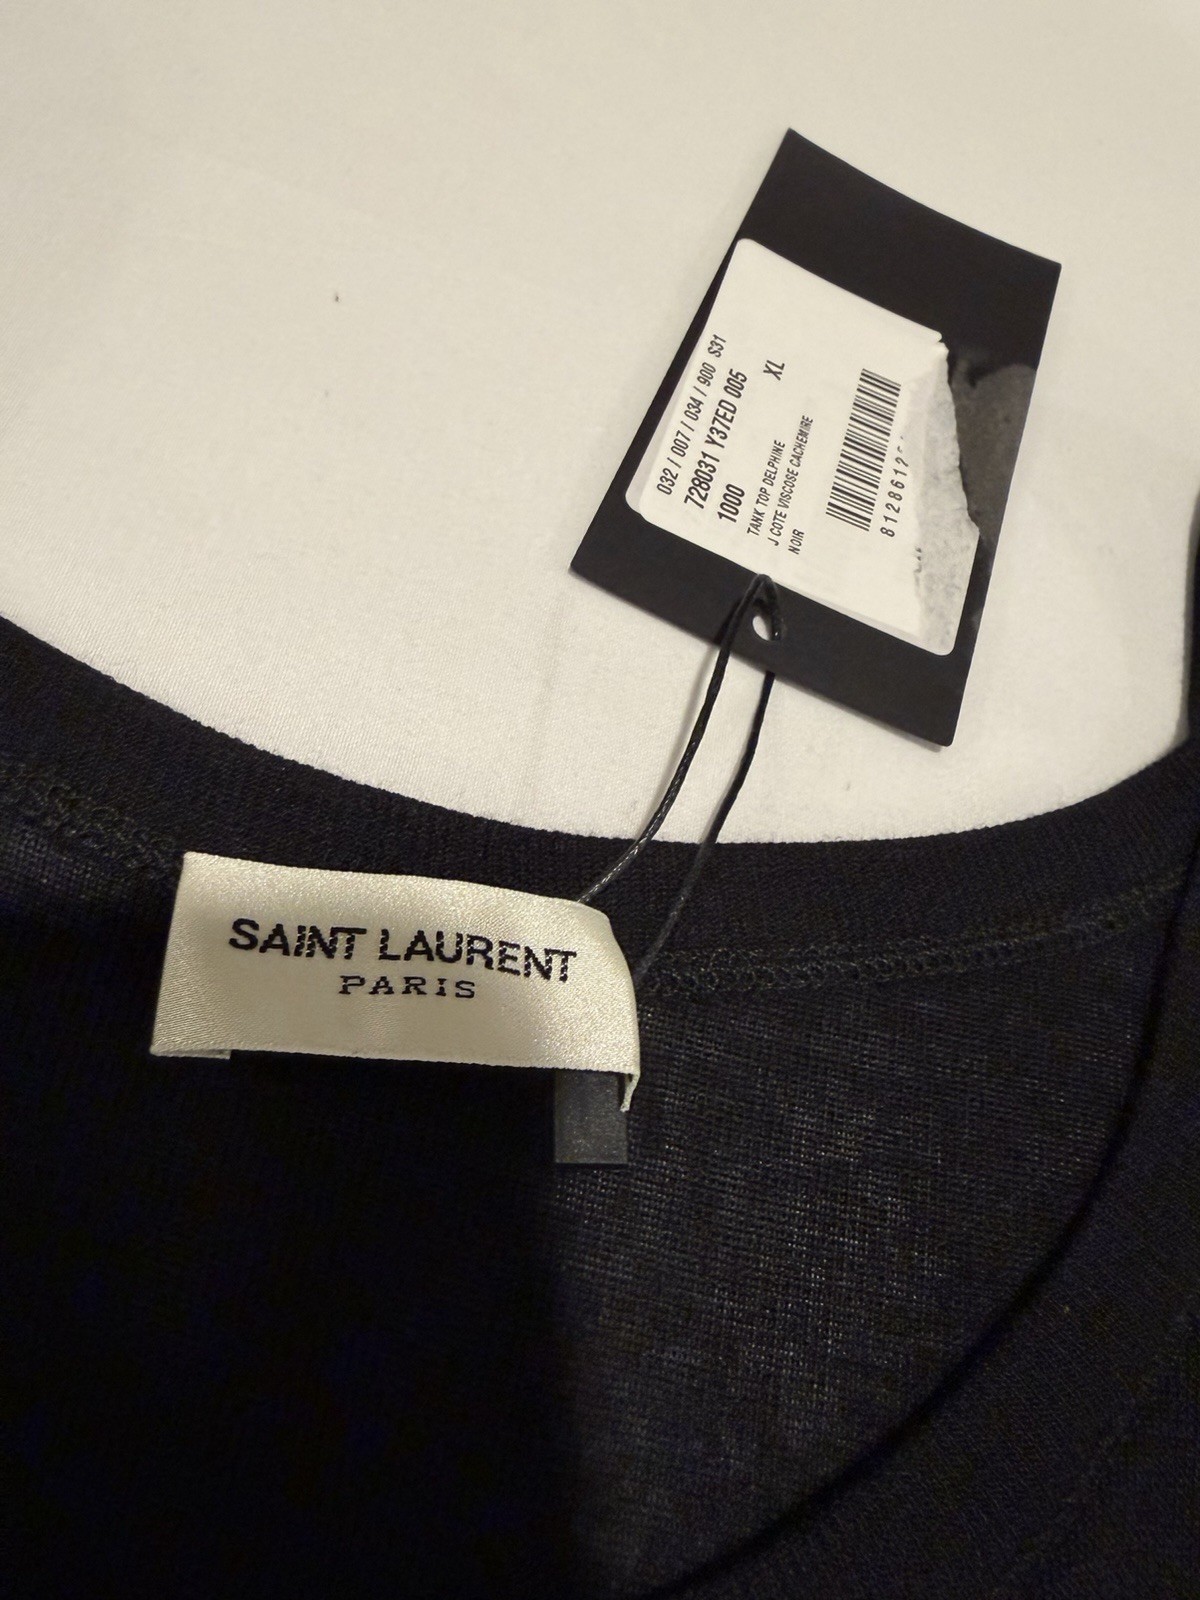 032 / 007 / 034 / 900 S31
728031 Y37ED 005
1000 XL
TANK TOP DELPHINE
J COTE VISCOSE CACHEMIRE
NOIR
812861
SAINT LAURENT
PARIS